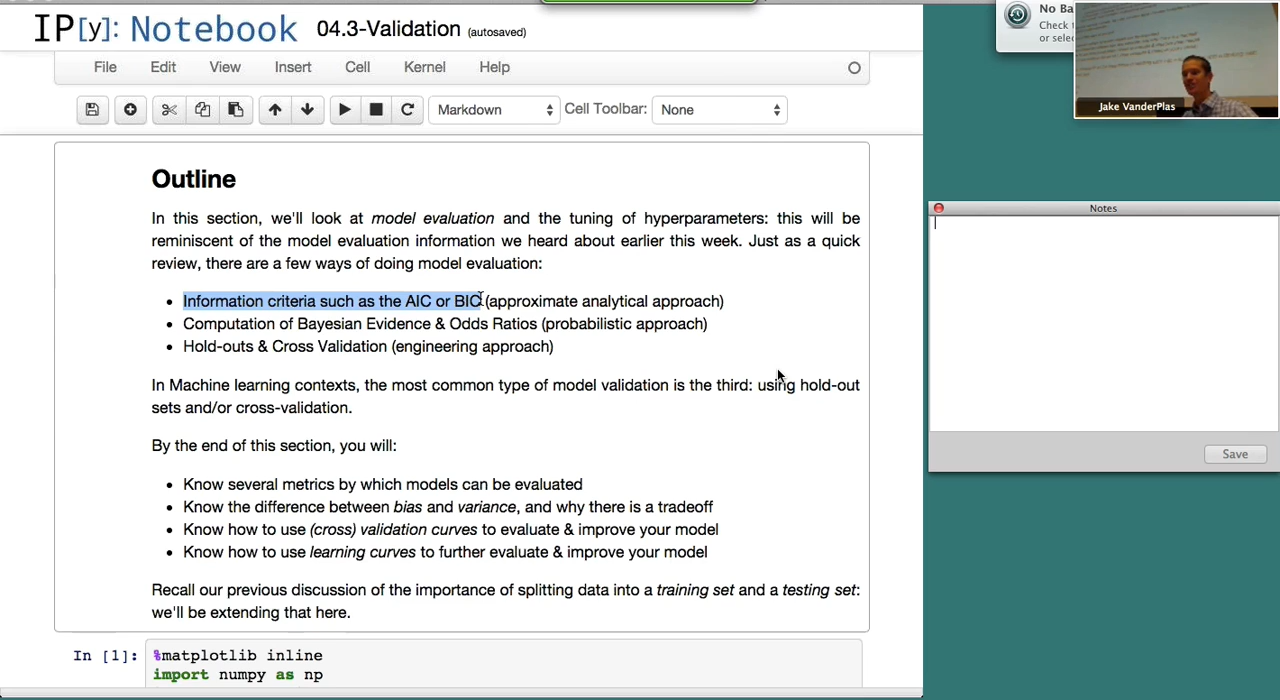 IP[y]: Notebook 04.3-Validation (autosaved)
File Edit View Insert Cell Kernel Help
Markdown Cell Toolbar: None
Outline
In this section, we'll look at model evaluation and the tuning of hyperparameters: this will be
reminiscent of the model evaluation information we heard about earlier this week. Just as a quick
review, there are a few ways of doing model evaluation:
• Information criteria such as the AIC or BIC (approximate analytical approach)
• Computation of Bayesian Evidence & Odds Ratios (probabilistic approach)
• Hold-outs & Cross Validation (engineering approach)
In Machine learning contexts, the most common type of model validation is the third: using hold-out
sets and/or cross-validation.
By the end of this section, you will:
• Know several metrics by which models can be evaluated
• Know the difference between bias and variance, and why there is a tradeoff
• Know how to use (cross) validation curves to evaluate & improve your model
• Know how to use learning curves to further evaluate & improve your model
Recall our previous discussion of the importance of splitting data into a training set and a testing set:
we'll be extending that here.
In [1]: %matplotlib inline
import numpy as np
No Ba
Check
or sele
Jake VanderPlas
Notes
Save